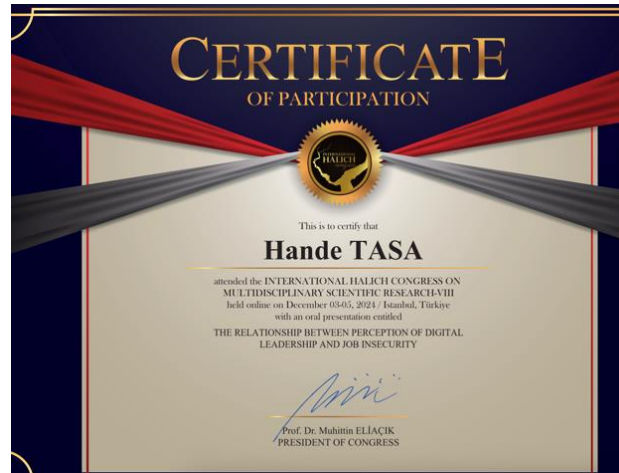 CERTIFICATE
OF PARTICIPATION
INTERNATIONAL
HALICH
This is to certify that
Hande TASA
attended the INTERNATIONAL HALICH CONGRESS ON
MULTIDISCIPLINARY SCIENTIFIC RESEARCH-VIII
held online on December 03-05, 2024 / Istanbul, Türkiye
with an oral presentation entitled
THE RELATIONSHIP BETWEEN PERCEPTION OF DIGITAL
LEADERSHIP AND JOB INSECURITY
Prof. Dr. Muhittin ELİAÇIK
PRESIDENT OF CONGRESS